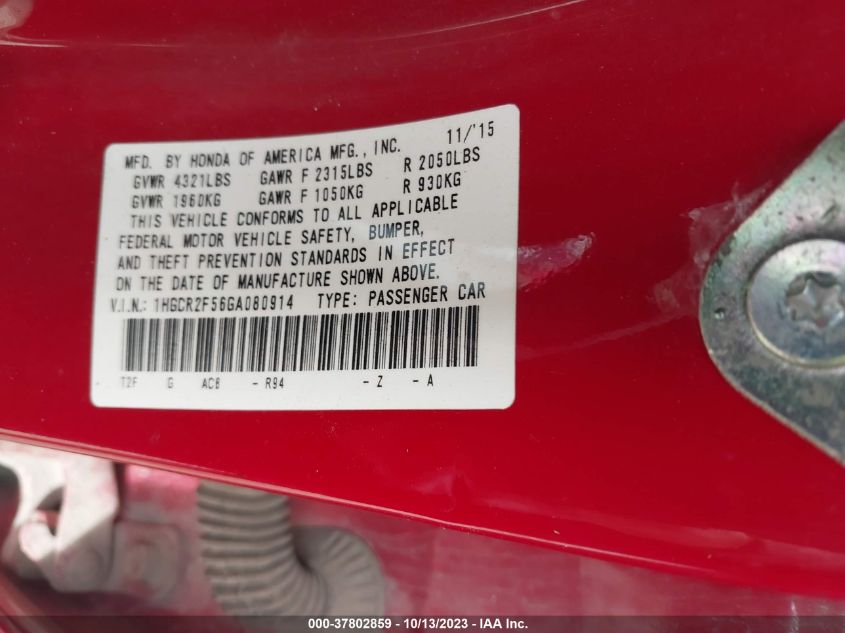 MFD. BY HONDA OF AMERICA MFG., INC. 11/'15
GVWR 4321LBS GAWR F 2315LBS R 2050LBS
GVWR 1960KG GAWR F 1050KG R 930KG
THIS VEHICLE CONFORMS TO ALL APPLICABLE
FEDERAL MOTOR VEHICLE SAFETY, BUMPER,
AND THEFT PREVENTION STANDARDS IN EFFECT
ON THE DATE OF MANUFACTURE SHOWN ABOVE.
V.I.N.: 1HGCR2F56GA080914 TYPE: PASSENGER CAR
T2F G AC8 - R94 - Z - A
000-37802859 - 10/13/2023 - IAA Inc.